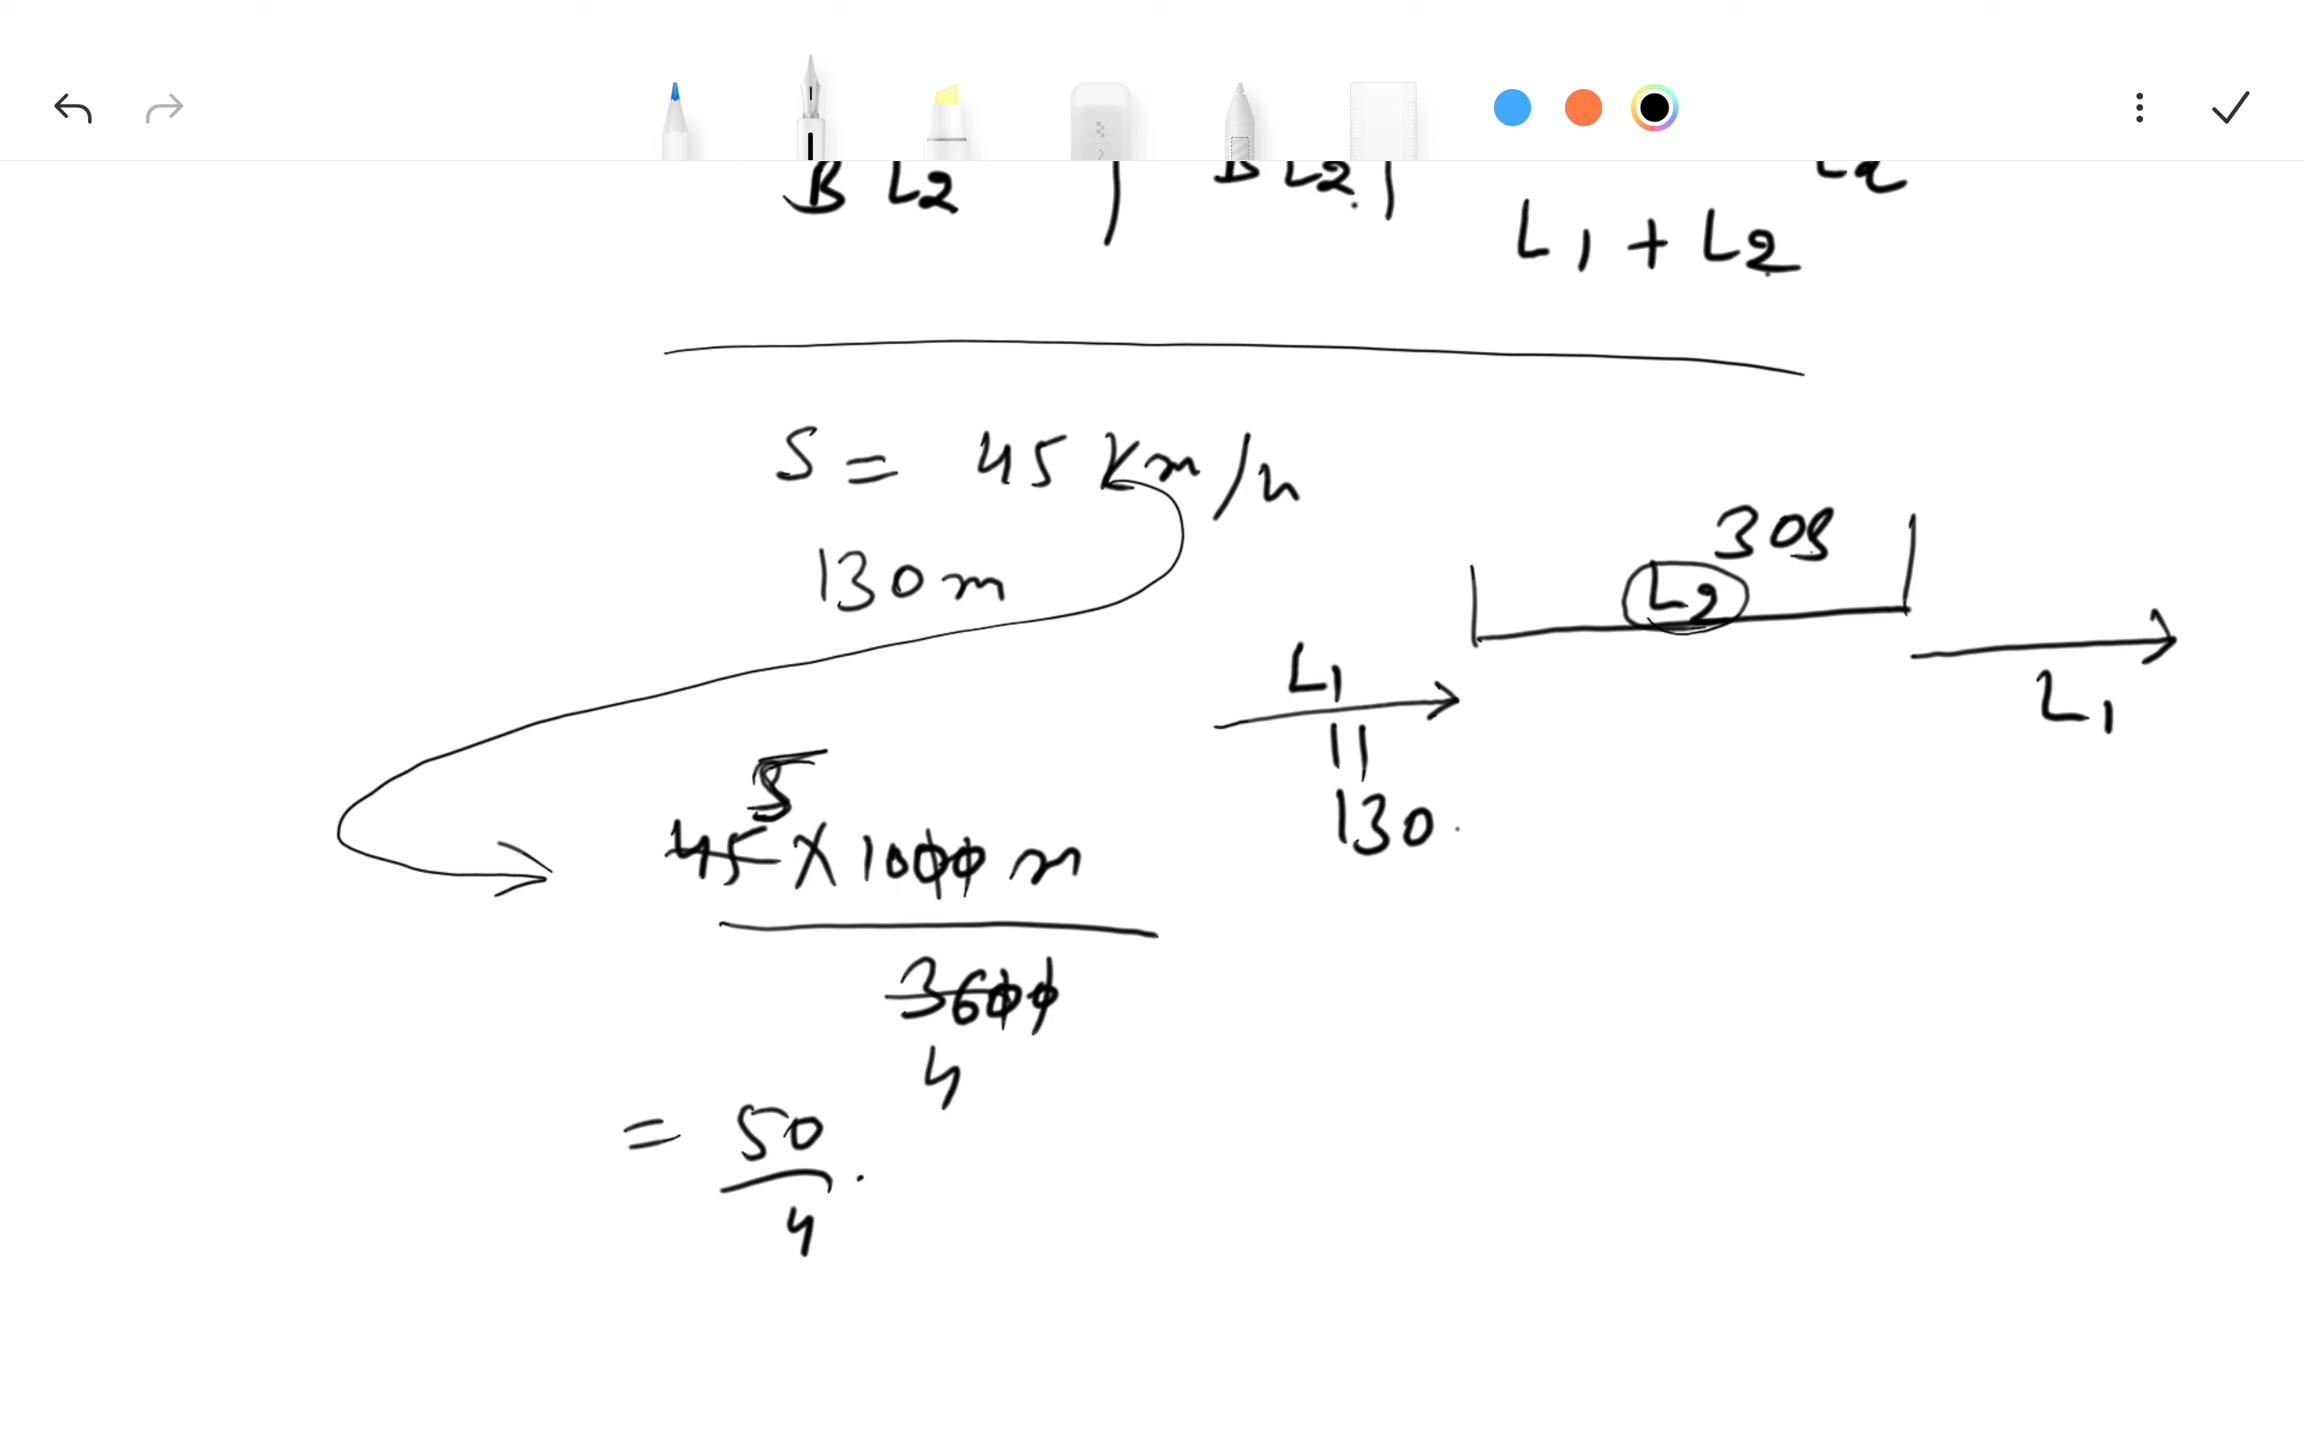 B L2 | B L2. |
L1 + L2
S = 45 Km/h
130 m
30s
L2
L1
L1
||
130.
5
45 X 1000 m
3600
4
= 50
4